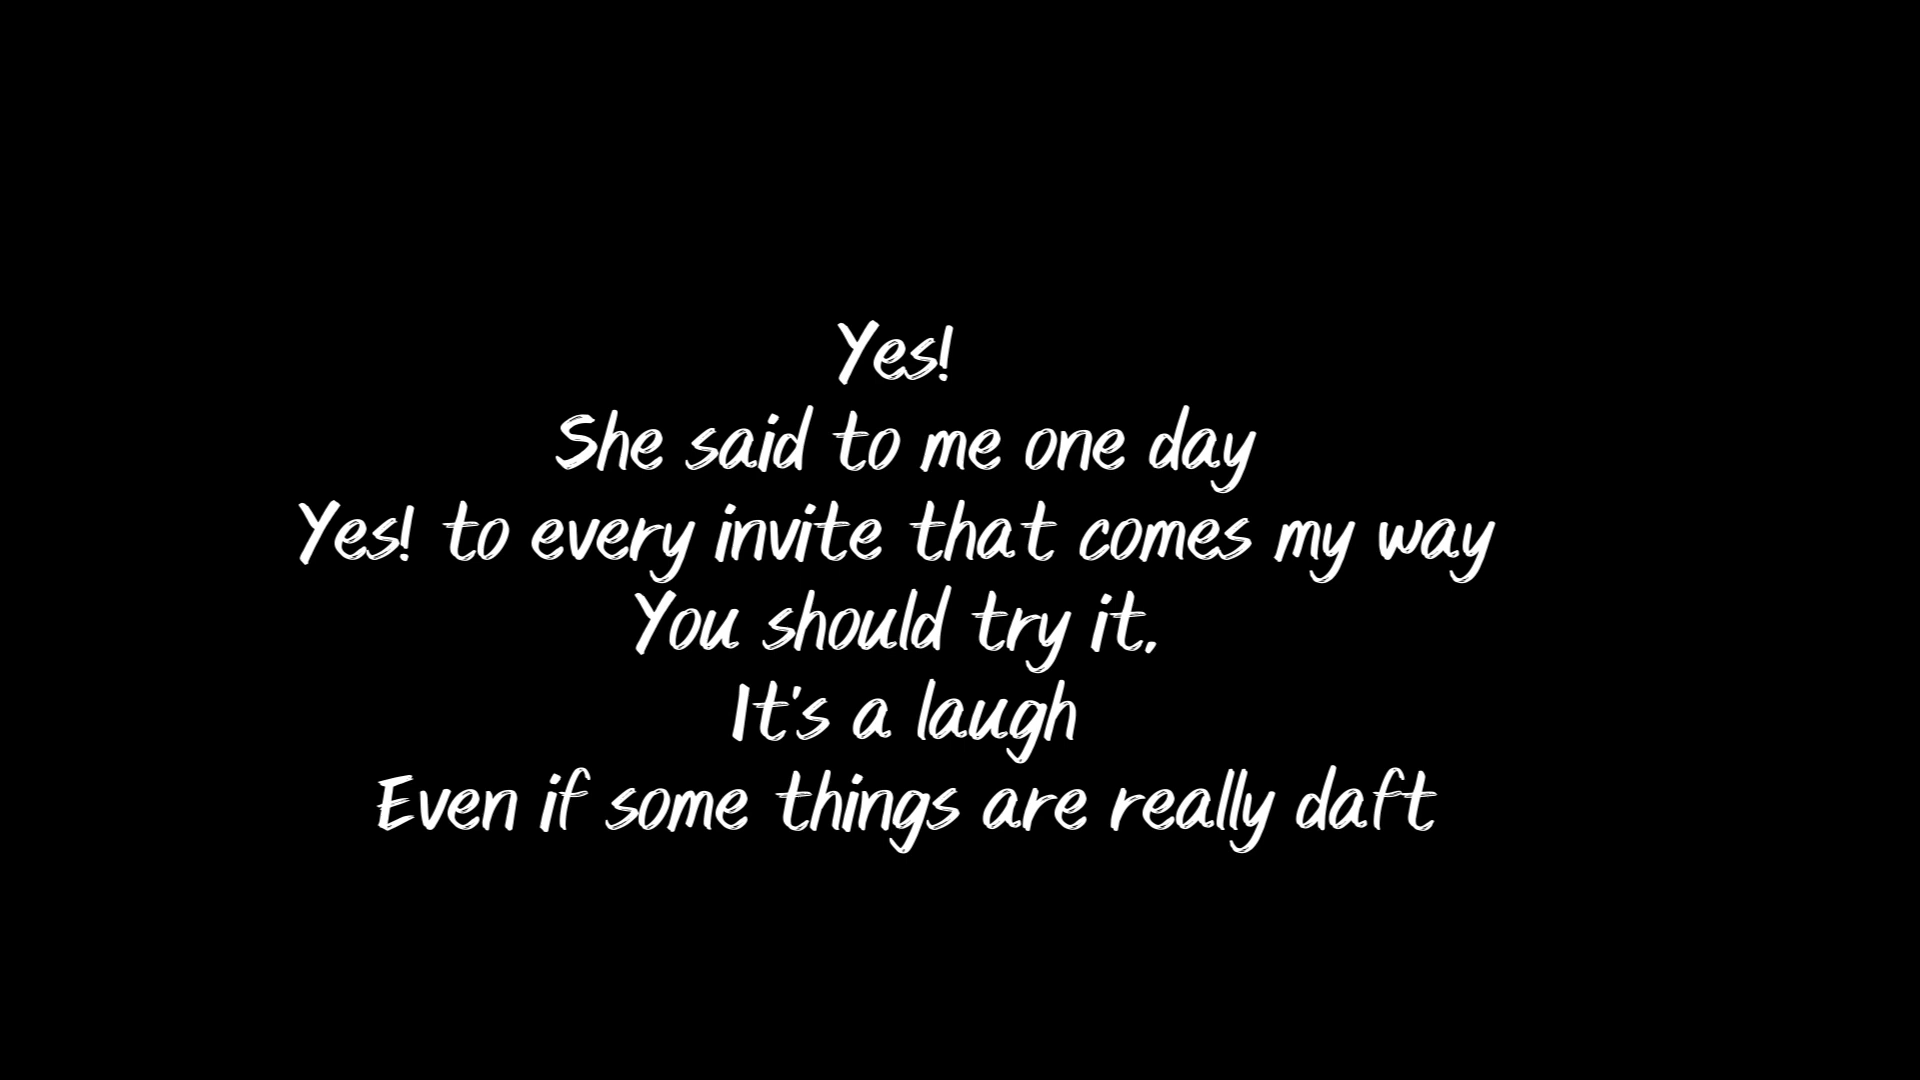 Yes!
She said to me one day
Yes! to every invite that comes my way
You should try it,
It's a laugh
Even if some things are really daft